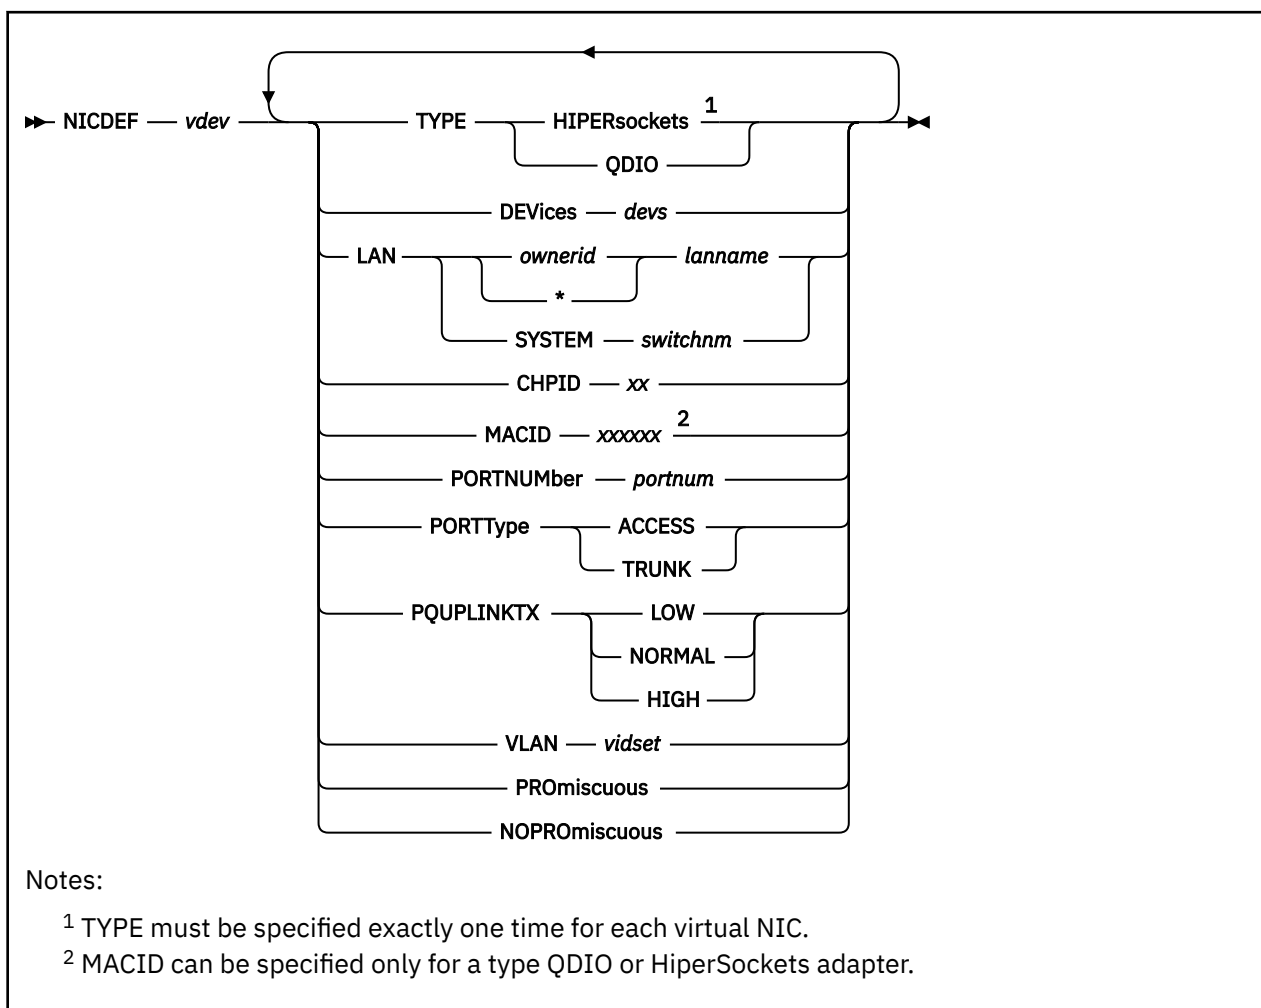 1
NICDEF vdev TYPE HIPERsockets
QDIO
DEVices devs
LAN ownerid lanname
*
SYSTEM switchnm
CHPID xx
2
MACID xxxxxx
PORTNUMber portnum
PORTType ACCESS
TRUNK
PQUPLINKTX LOW
NORMAL
HIGH
VLAN vidset
PROmiscuous
NOPROmiscuous
Notes:
1 TYPE must be specified exactly one time for each virtual NIC.
2 MACID can be specified only for a type QDIO or HiperSockets adapter.